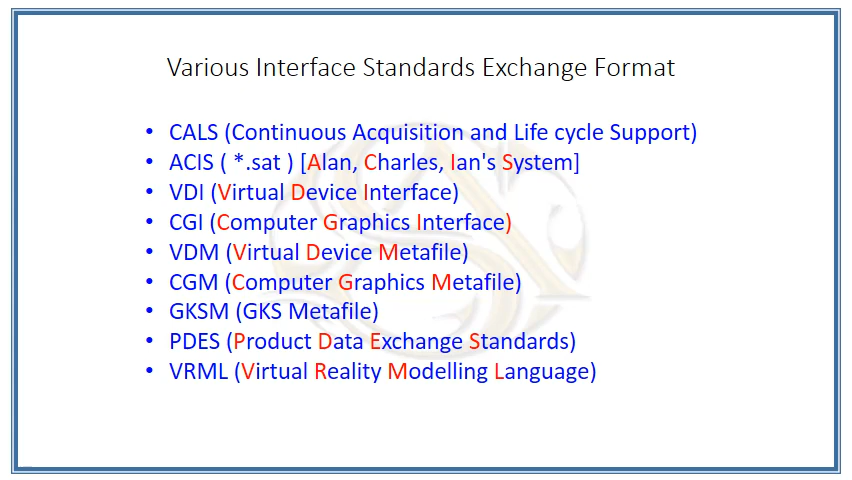 Various Interface Standards Exchange Format
• CALS (Continuous Acquisition and Life cycle Support)
• ACIS ( *.sat ) [Alan, Charles, Ian's System]
• VDI (Virtual Device Interface)
• CGI (Computer Graphics Interface)
• VDM (Virtual Device Metafile)
• CGM (Computer Graphics Metafile)
• GKSM (GKS Metafile)
• PDES (Product Data Exchange Standards)
• VRML (Virtual Reality Modelling Language)